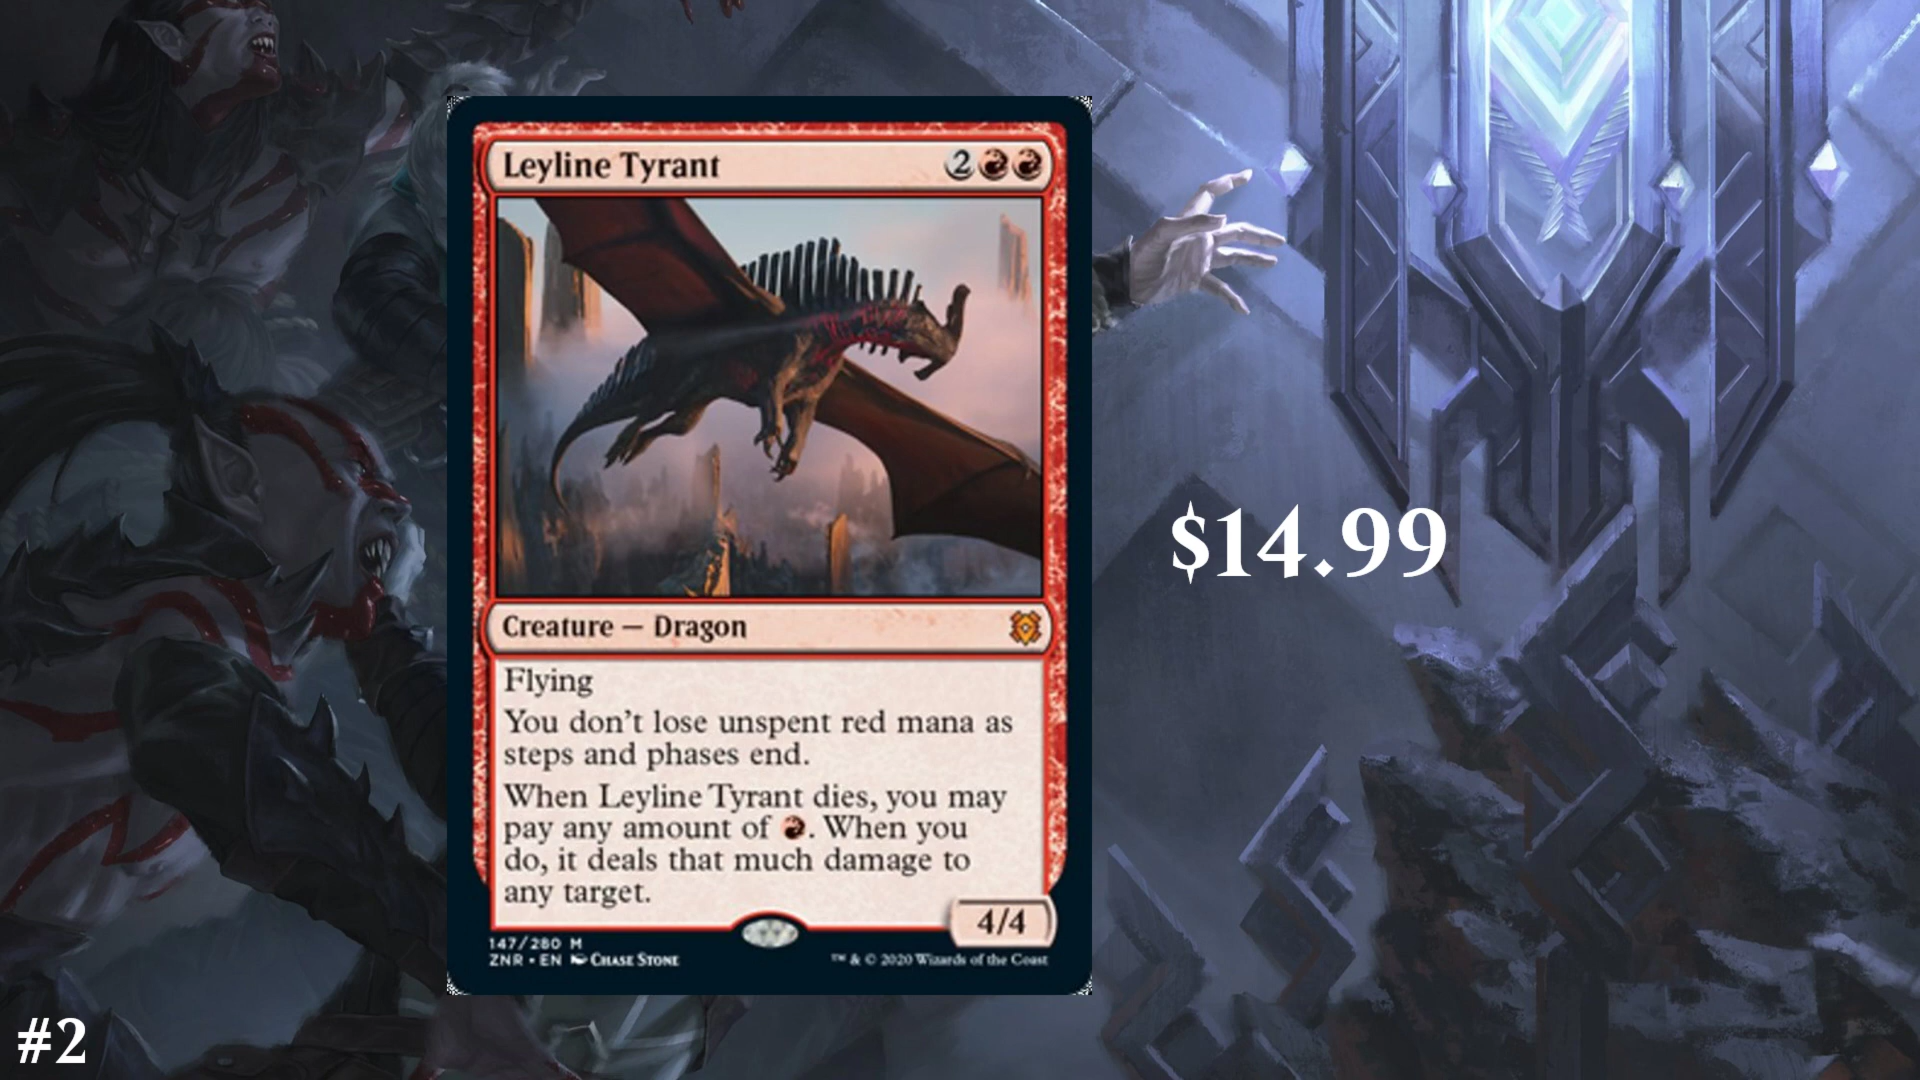 Leyline Tyrant 2
$14.99
Creature — Dragon
Flying
You don't lose unspent red mana as
steps and phases end.
When Leyline Tyrant dies, you may
pay any amount of . When you
do, it deals that much damage to
any target.
4/4
147/280 M
ZNR • EN Chase Stone
™ & © 2020 Wizards of the Coast
#2